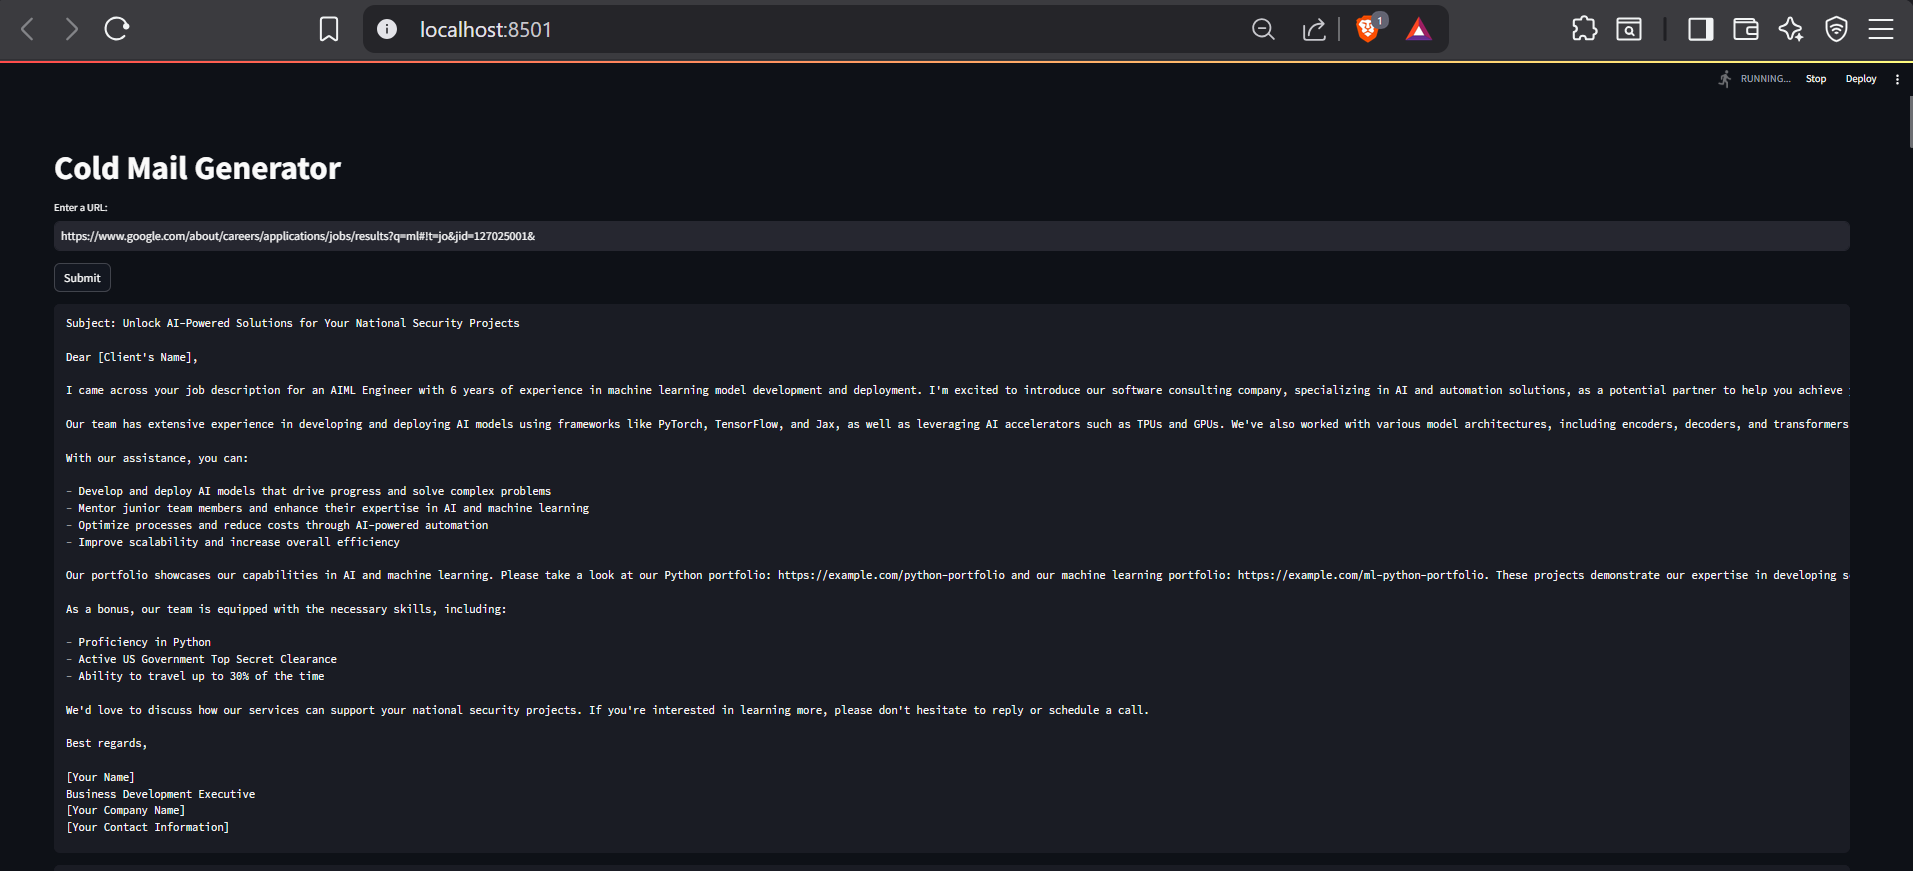 localhost:8501
1
RUNNING...
Stop
Deploy
Cold Mail Generator
Enter a URL:
https://www.google.com/about/careers/applications/jobs/results?q=ml#!t=jo&jid=127025001&
Submit
Subject: Unlock AI-Powered Solutions for Your National Security Projects
Dear [Client's Name],
I came across your job description for an AIML Engineer with 6 years of experience in machine learning model development and deployment. I'm excited to introduce our software consulting company, specializing in AI and automation solutions, as a potential partner to help you achieve
Our team has extensive experience in developing and deploying AI models using frameworks like PyTorch, TensorFlow, and Jax, as well as leveraging AI accelerators such as TPUs and GPUs. We've also worked with various model architectures, including encoders, decoders, and transformers
With our assistance, you can:
- Develop and deploy AI models that drive progress and solve complex problems
- Mentor junior team members and enhance their expertise in AI and machine learning
- Optimize processes and reduce costs through AI-powered automation
- Improve scalability and increase overall efficiency
Our portfolio showcases our capabilities in AI and machine learning. Please take a look at our Python portfolio: https://example.com/python-portfolio and our machine learning portfolio: https://example.com/ml-python-portfolio. These projects demonstrate our expertise in developing
As a bonus, our team is equipped with the necessary skills, including:
- Proficiency in Python
- Active US Government Top Secret Clearance
- Ability to travel up to 30% of the time
We'd love to discuss how our services can support your national security projects. If you're interested in learning more, please don't hesitate to reply or schedule a call.
Best regards,
[Your Name]
Business Development Executive
[Your Company Name]
[Your Contact Information]